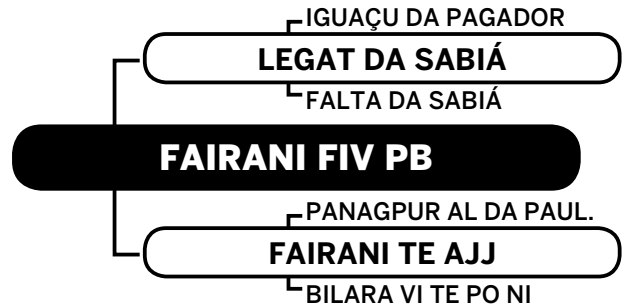 IGUAÇU DA PAGADOR
LEGAT DA SABIÁ
FALTA DA SABIÁ
FAIRANI FIV PB
PANAGPUR AL DA PAUL.
FAIRANI TE AJJ
BILARA VI TE PO NI